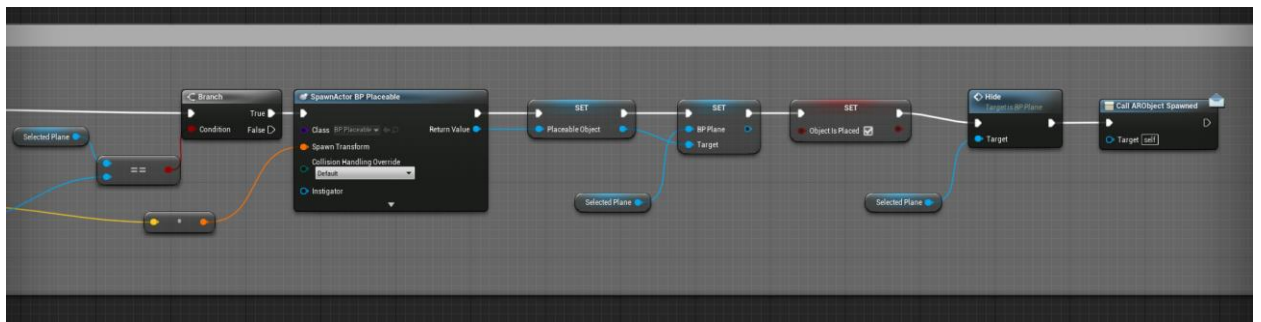 Selected Plane
==
Branch
True
Condition
False
SpawnActor BP Placeable
Class BP Placeable
Return Value
Spawn Transform
Collision Handling Override
Default
Instigator
SET
Placeable Object
SET
BP Plane
Target
Selected Plane
SET
Object Is Placed
Hide
Target is BP Plane
Target
Selected Plane
Call ARObject Spawned
Target self